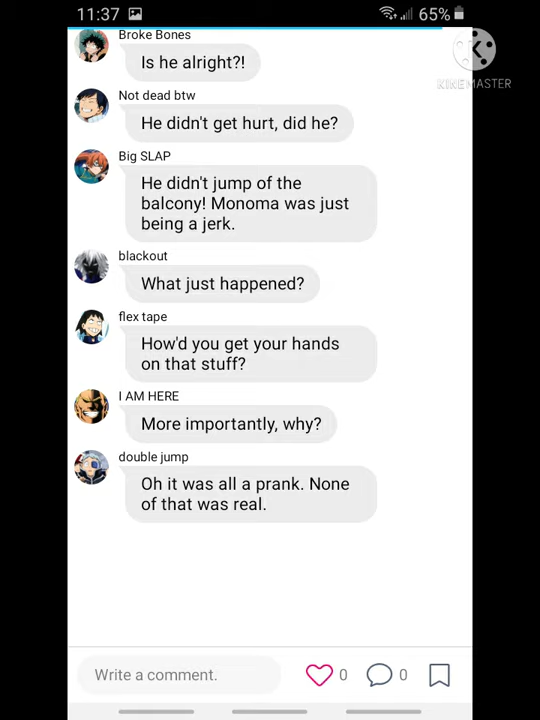 11:37
65%
KINEMASTER
Broke Bones
Is he alright?!
Not dead btw
He didn't get hurt, did he?
Big SLAP
He didn't jump of the
balcony! Monoma was just
being a jerk.
blackout
What just happened?
flex tape
How'd you get your hands
on that stuff?
I AM HERE
More importantly, why?
double jump
Oh it was all a prank. None
of that was real.
Write a comment.
0
0